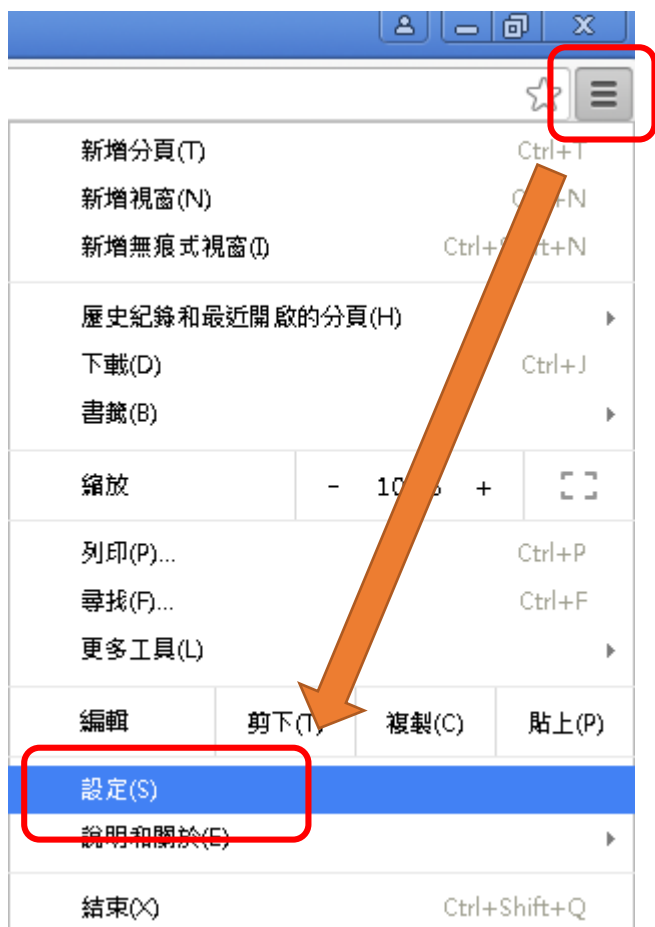 新增分頁(T) Ctrl+T
新增視窗(N)
新增無痕式視窗(I)
歷史紀錄和最近開啟的分頁(H)
下載(D) Ctrl+J
書籤(B)
縮放 - +
列印(P)... Ctrl+P
尋找(F)... Ctrl+F
更多工具(L)
編輯 剪下(T) 複製(C) 貼上(P)
設定(S)
說明和關於(E)
結束(X) Ctrl+Shift+Q